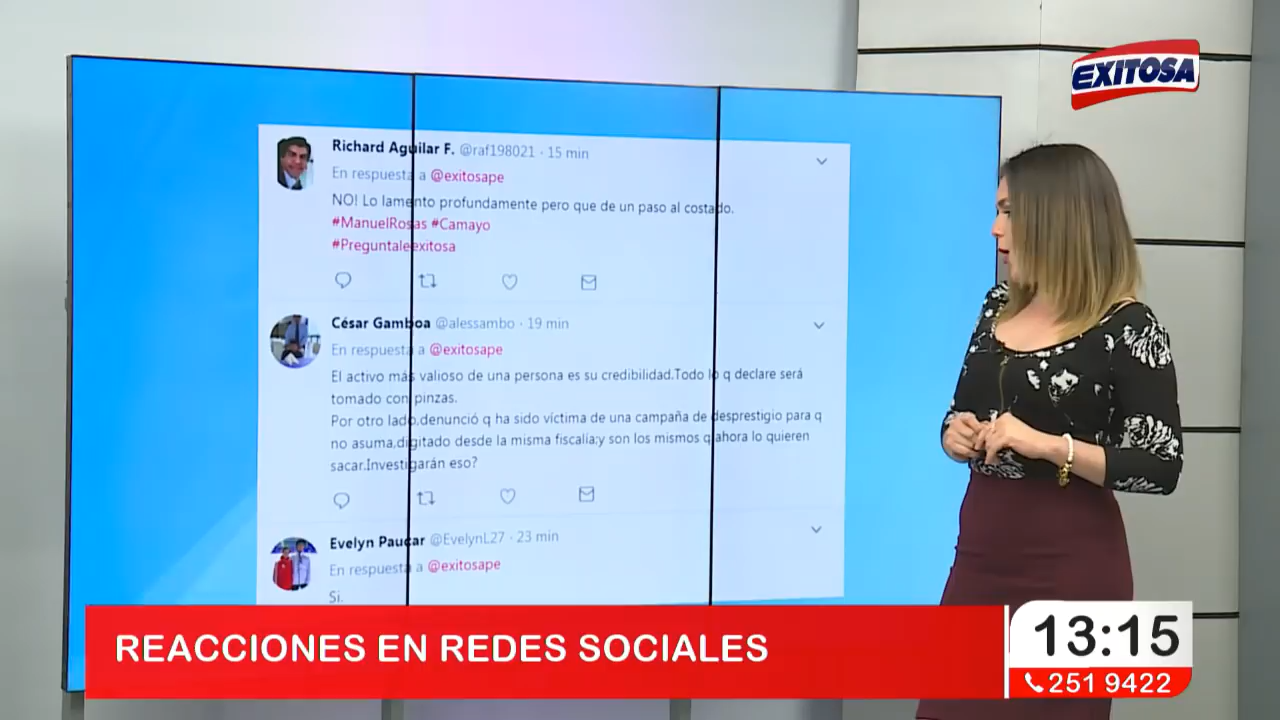 EXITOSA
Richard Aguilar F. @raf198021 · 15 min
En respuesta a @exitosape
NO! Lo lamento profundamente pero que de un paso al costado.
#ManuelRosas #Camayo
#Preguntaleexitosa
César Gamboa @alessambo · 19 min
En respuesta a @exitosape
El activo más valioso de una persona es su credibilidad.Todo lo q declare será
tomado con pinzas.
Por otro lado,denunció q ha sido víctima de una campaña de desprestigio para q
no asuma,digitado desde la misma fiscalía;y son los mismos q ahora lo quieren
sacar.Investigarán eso?
Evelyn Paucar @EvelynL27 · 23 min
En respuesta a @exitosape
Si.
REACCIONES EN REDES SOCIALES
13:15
251 9422